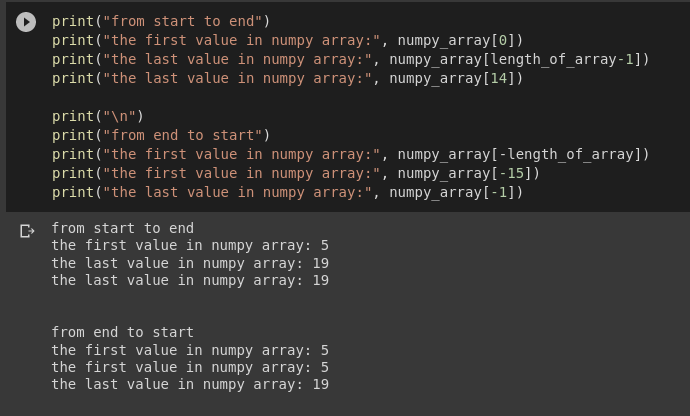 print("from start to end")
print("the first value in numpy array:", numpy_array[0])
print("the last value in numpy array:", numpy_array[length_of_array-1])
print("the last value in numpy array:", numpy_array[14])

print("\n")
print("from end to start")
print("the first value in numpy array:", numpy_array[-length_of_array])
print("the first value in numpy array:", numpy_array[-15])
print("the last value in numpy array:", numpy_array[-1])

from start to end
the first value in numpy array: 5
the last value in numpy array: 19
the last value in numpy array: 19

from end to start
the first value in numpy array: 5
the first value in numpy array: 5
the last value in numpy array: 19